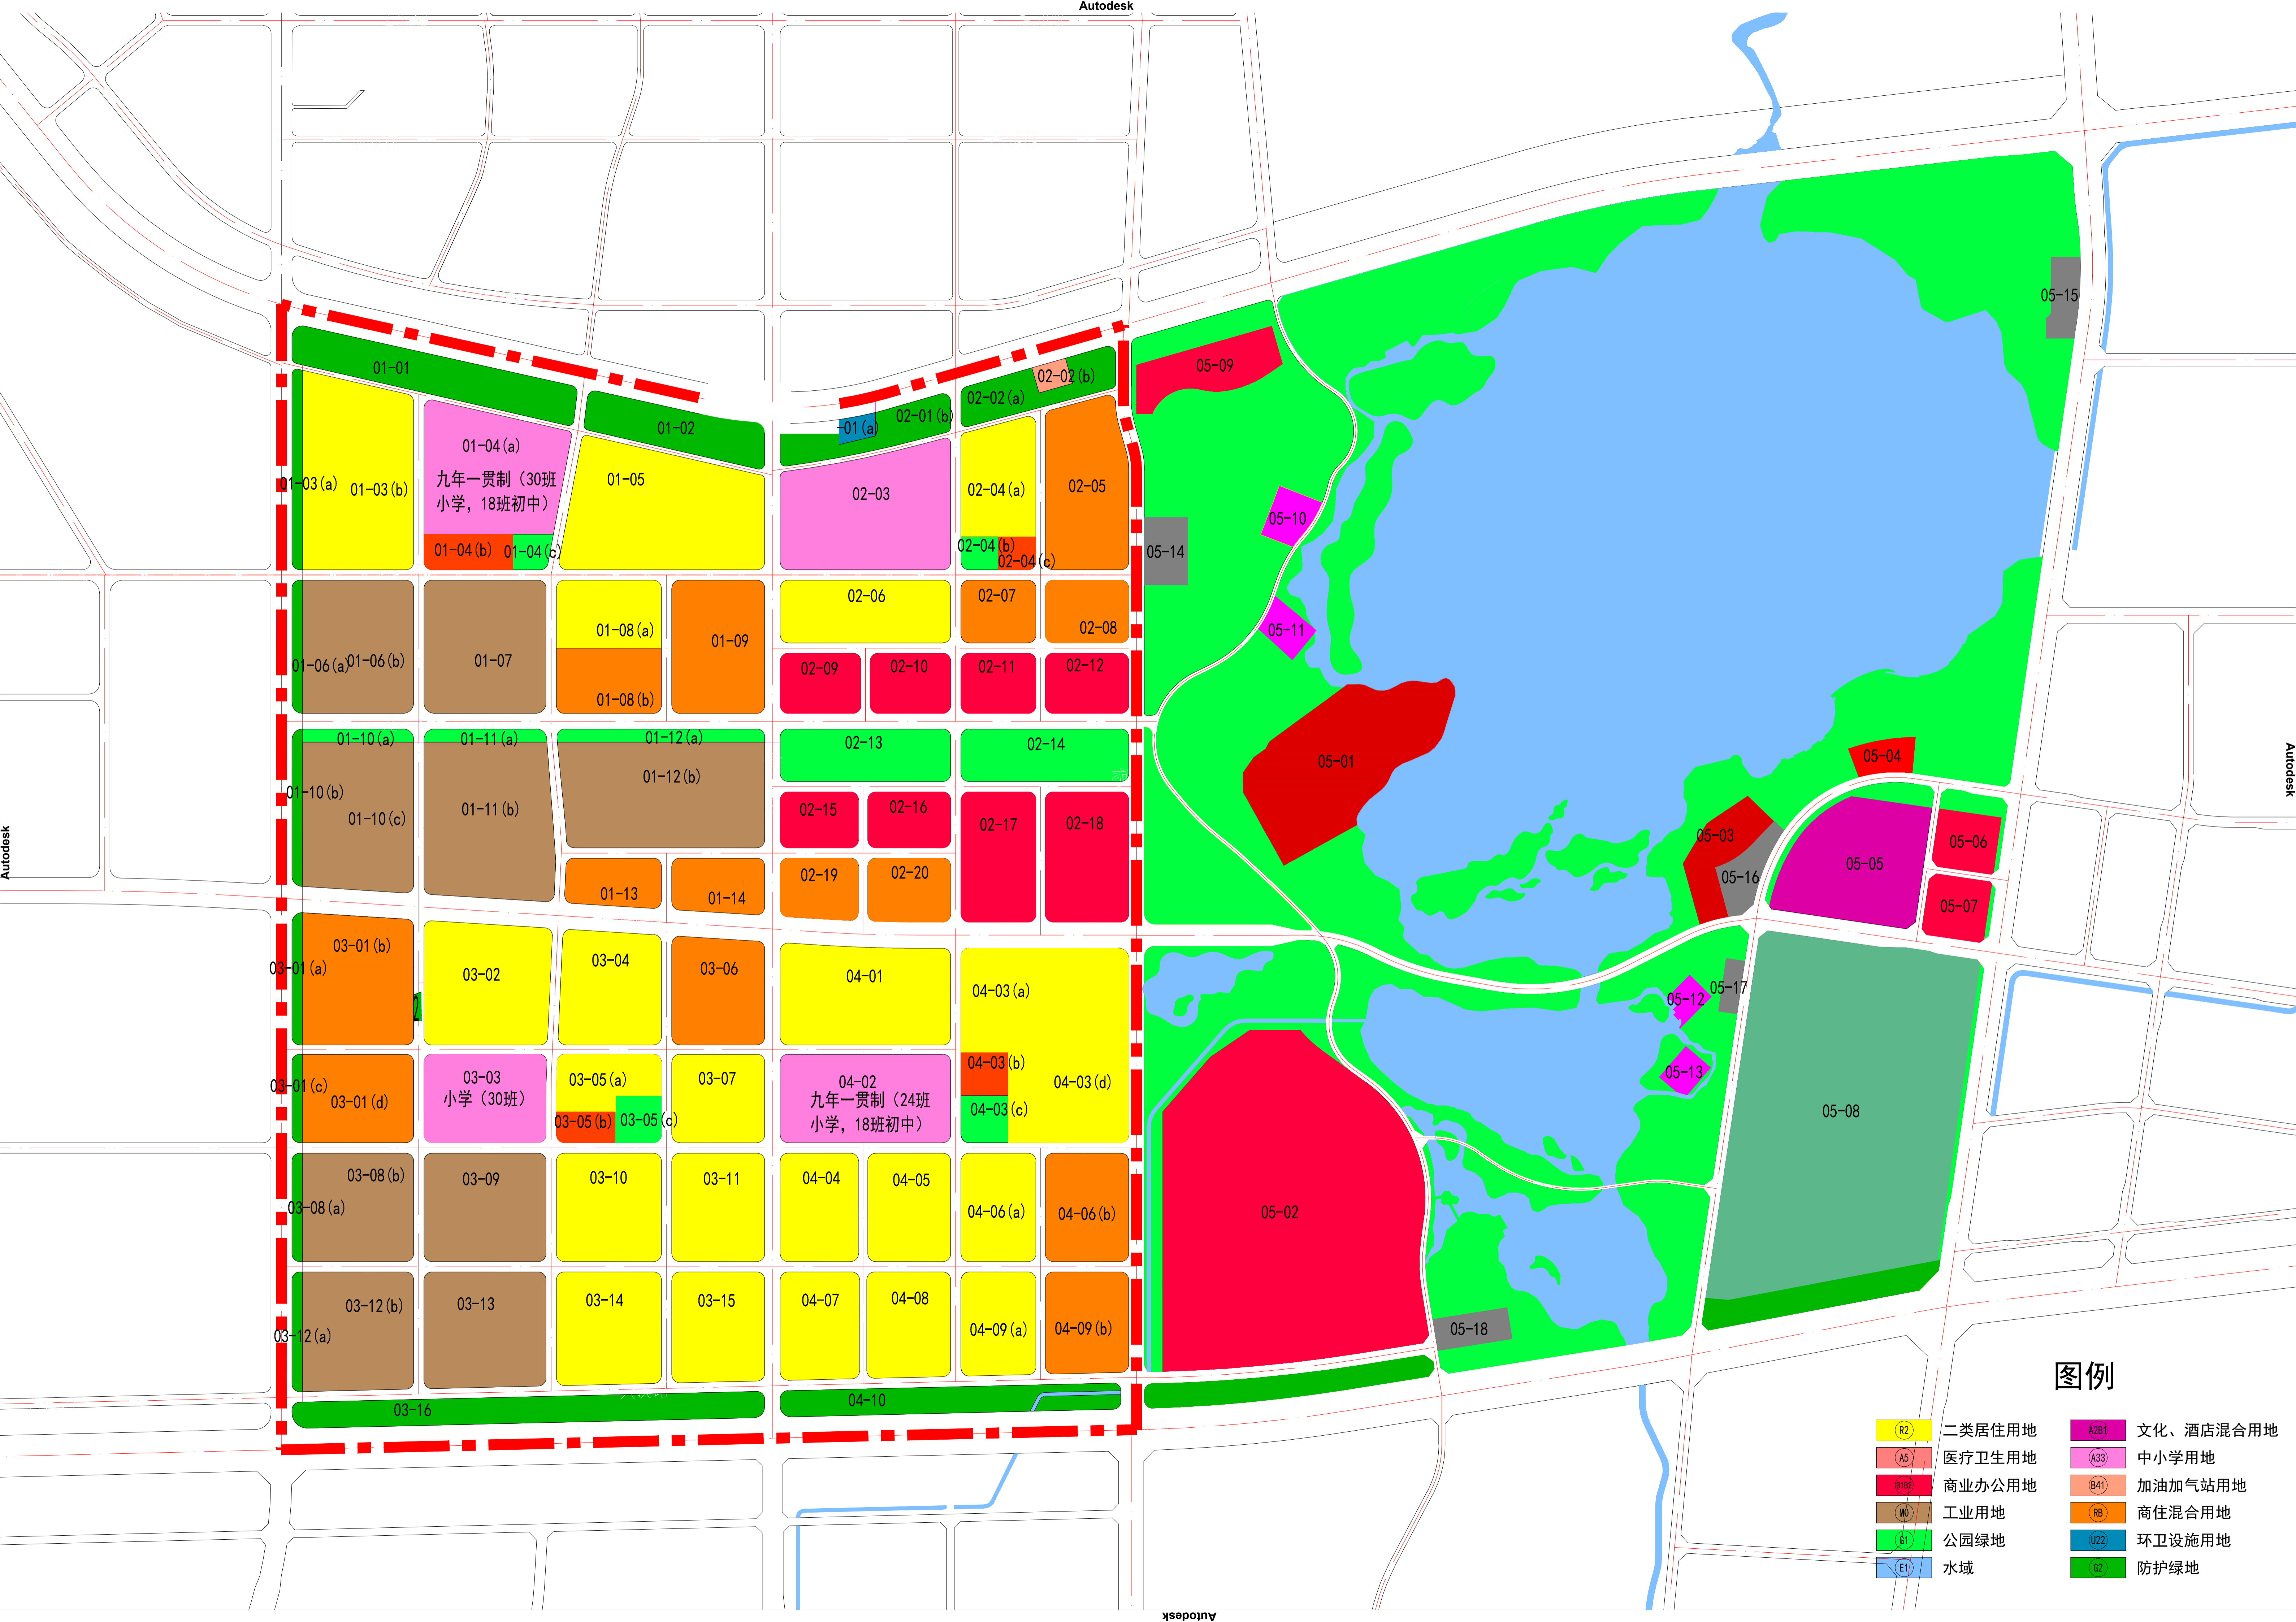 Autodesk
01-01
02-02(b)
02-02(a)
05-09
05-15
01-02
-01(a)
02-01(b)
01-03(a)
01-03(b)
01-04(a)
九年一贯制（30班
小学，18班初中）
01-05
02-03
02-04(a)
02-05
05-10
01-04(b)
01-04(c)
02-04(b)
02-04(c)
05-14
01-06(a)
01-06(b)
01-07
01-08(a)
01-08(b)
01-09
02-06
02-07
02-08
05-11
02-09
02-10
02-11
02-12
01-10(a)
01-11(a)
01-12(a)
02-13
02-14
05-01
05-04
Autodesk
01-10(b)
01-10(c)
01-11(b)
01-12(b)
02-15
02-16
02-17
02-18
05-03
05-16
05-05
05-06
05-07
Autodesk
01-13
01-14
02-19
02-20
03-01(a)
03-01(b)
03-02
03-04
03-06
04-01
04-03(a)
05-12
05-17
05-13
05-08
03-01(c)
03-01(d)
03-03
小学（30班）
03-05(a)
03-05(b)
03-05(c)
03-07
04-02
九年一贯制（24班
小学，18班初中）
04-03(b)
04-03(c)
04-03(d)
03-08(a)
03-08(b)
03-09
03-10
03-11
04-04
04-05
04-06(a)
04-06(b)
05-02
03-12(a)
03-12(b)
03-13
03-14
03-15
04-07
04-08
04-09(a)
04-09(b)
05-18
03-16
04-10
图例
R2 二类居住用地
A2B1 文化、酒店混合用地
A5 医疗卫生用地
A33 中小学用地
B1B2 商业办公用地
B41 加油加气站用地
M0 工业用地
RB 商住混合用地
G1 公园绿地
U22 环卫设施用地
E1 水域
G2 防护绿地
Autodesk